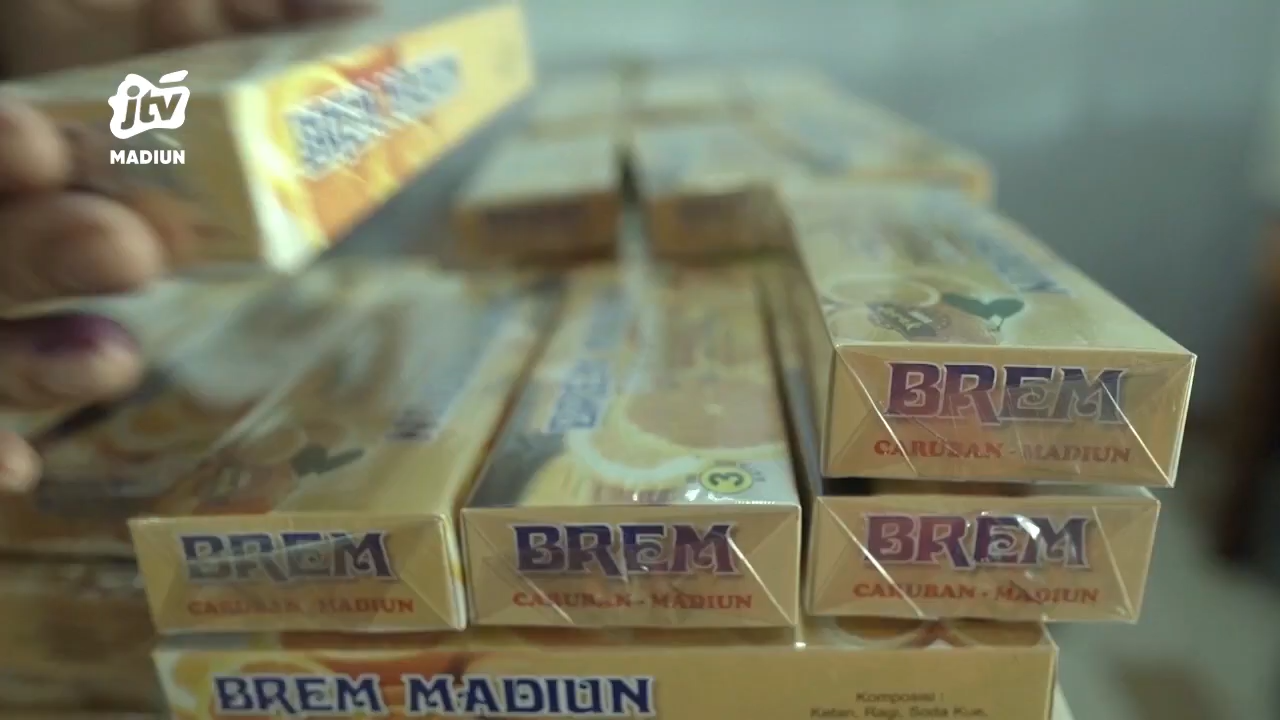 jtv
MADIUN
BREM
CARUBAN - MADIUN
BREM
CARUBAN - MADIUN
BREM
CARUBAN - MADIUN
3
BREM
CARUBAN - MADIUN
BREM MADIUN
Komposisi :
Ketan, Ragi, Soda Kue,